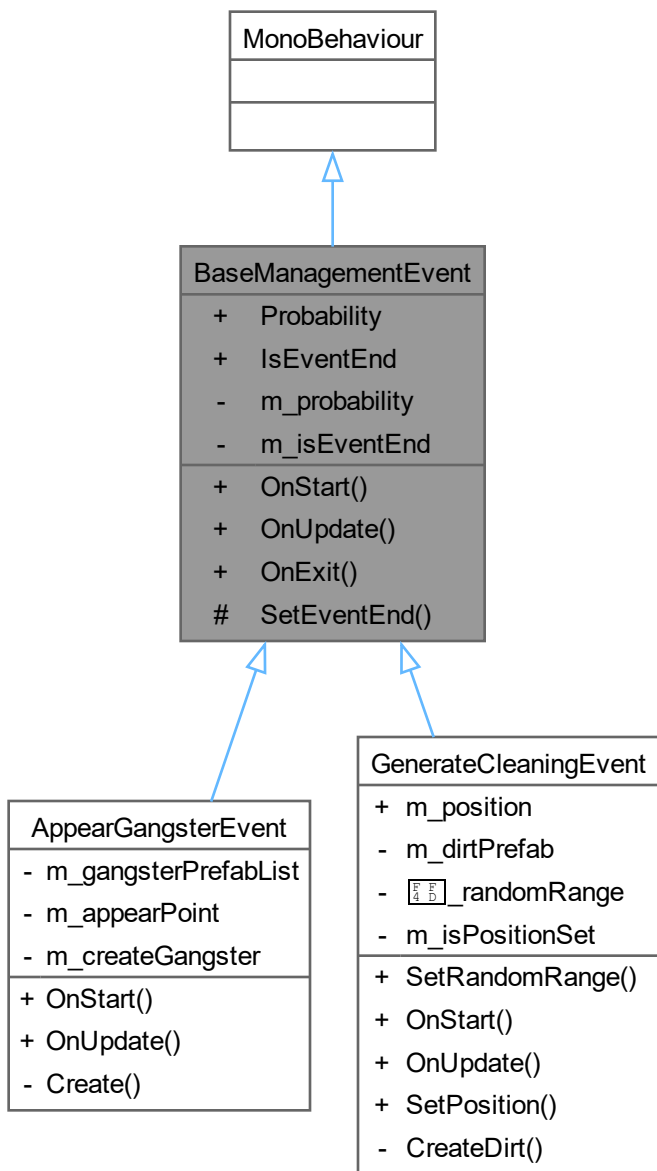 MonoBehaviour
BaseManagementEvent
+ Probability
+ IsEventEnd
- m_probability
- m_isEventEnd
+ OnStart()
+ OnUpdate()
+ OnExit()
# SetEventEnd()
AppearGangsterEvent
- m_gangsterPrefabList
- m_appearPoint
- m_createGangster
+ OnStart()
+ OnUpdate()
- Create()
GenerateCleaningEvent
+ m_position
- m_dirtPrefab
- ｍ_randomRange
- m_isPositionSet
+ SetRandomRange()
+ OnStart()
+ OnUpdate()
+ SetPosition()
- CreateDirt()